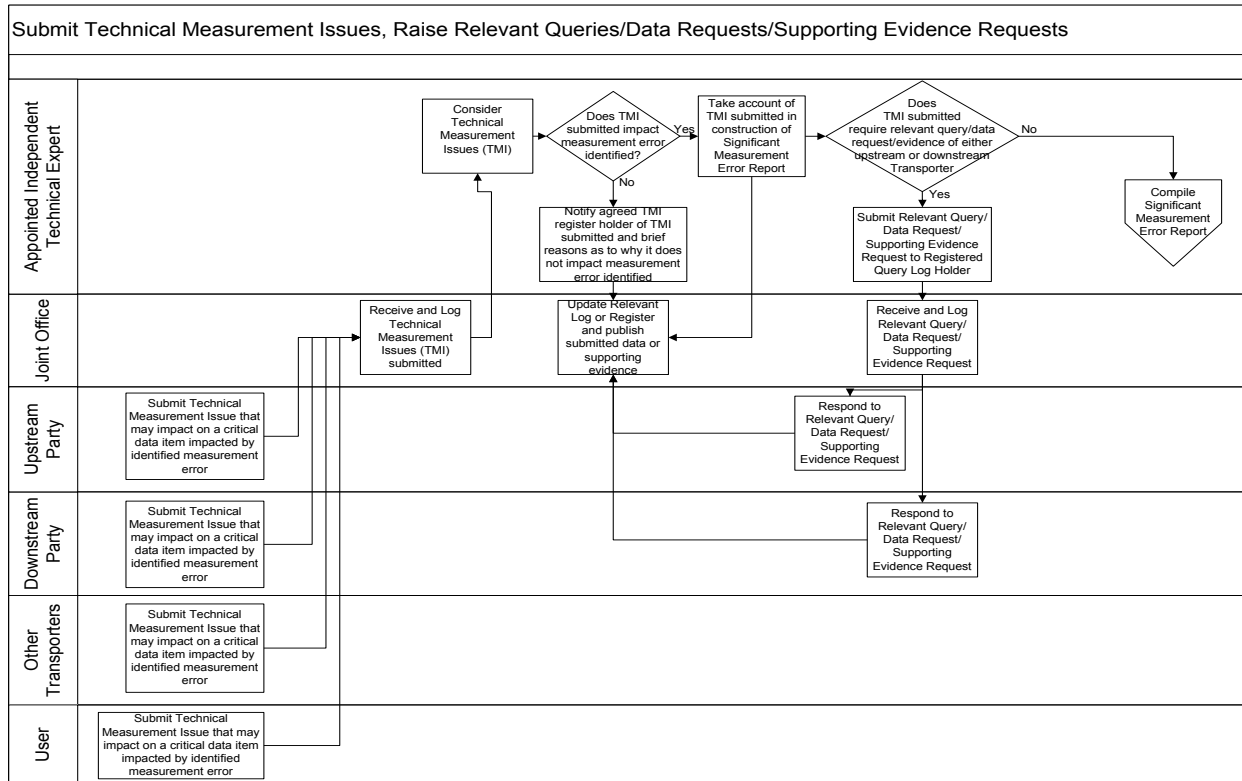 Submit Technical Measurement Issues, Raise Relevant Queries/Data Requests/Supporting Evidence Requests
Appointed Independent
Technical Expert
Consider
Technical
Measurement
Issues (TMI)
Does TMI
submitted impact
measurement error
identified?
Yes
No
Take account of
TMI submitted in
construction of
Significant
Measurement
Error Report
Does
TMI submitted
require relevant query/data
request/evidence of either
upstream or downstream
Transporter
No
Yes
Compile
Significant
Measurement
Error Report
Notify agreed TMI
register holder of TMI
submitted and brief
reasons as to why it does
not impact measurement
error identified
Submit Relevant Query/
Data Request/
Supporting Evidence
Request to Registered
Query Log Holder
Joint Office
Receive and Log
Technical
Measurement
Issues (TMI)
submitted
Update Relevant
Log or Register
and publish
submitted data or
supporting
evidence
Receive and Log
Relevant Query/
Data Request/
Supporting
Evidence Request
Upstream
Party
Submit Technical
Measurement Issue that
may impact on a critical
data item impacted by
identified measurement
error
Respond to
Relevant Query/
Data Request/
Supporting
Evidence Request
Downstream
Party
Submit Technical
Measurement Issue that
may impact on a critical
data item impacted by
identified measurement
error
Respond to
Relevant Query/
Data Request/
Supporting
Evidence Request
Other
Transporters
Submit Technical
Measurement Issue that
may impact on a critical
data item impacted by
identified measurement
error
User
Submit Technical
Measurement Issue that may
impact on a critical data item
impacted by identified
measurement error